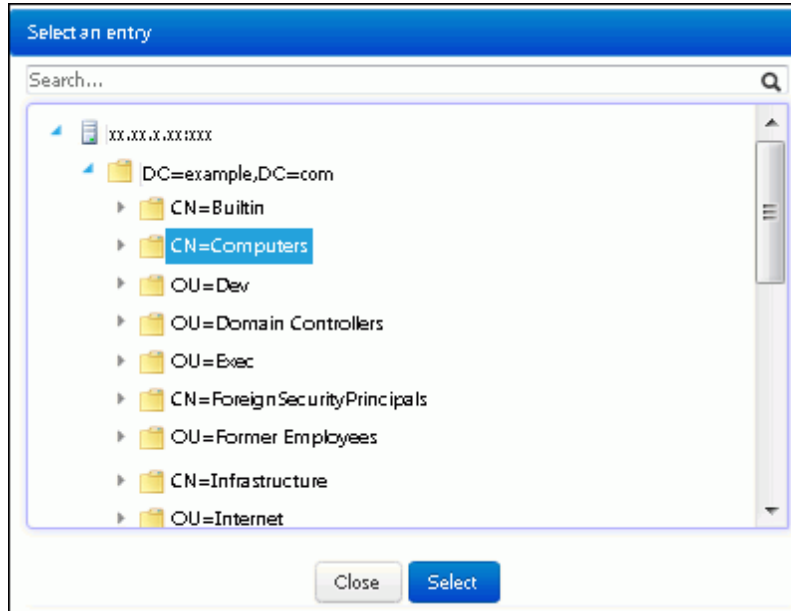 Select an entry
Search...
xx.xx.x.xx:xxx
DC=example,DC=com
CN=Builtin
CN=Computers
OU=Dev
OU=Domain Controllers
OU=Exec
CN=ForeignSecurityPrincipals
OU=Former Employees
CN=Infrastructure
OU=Internet
Close Select